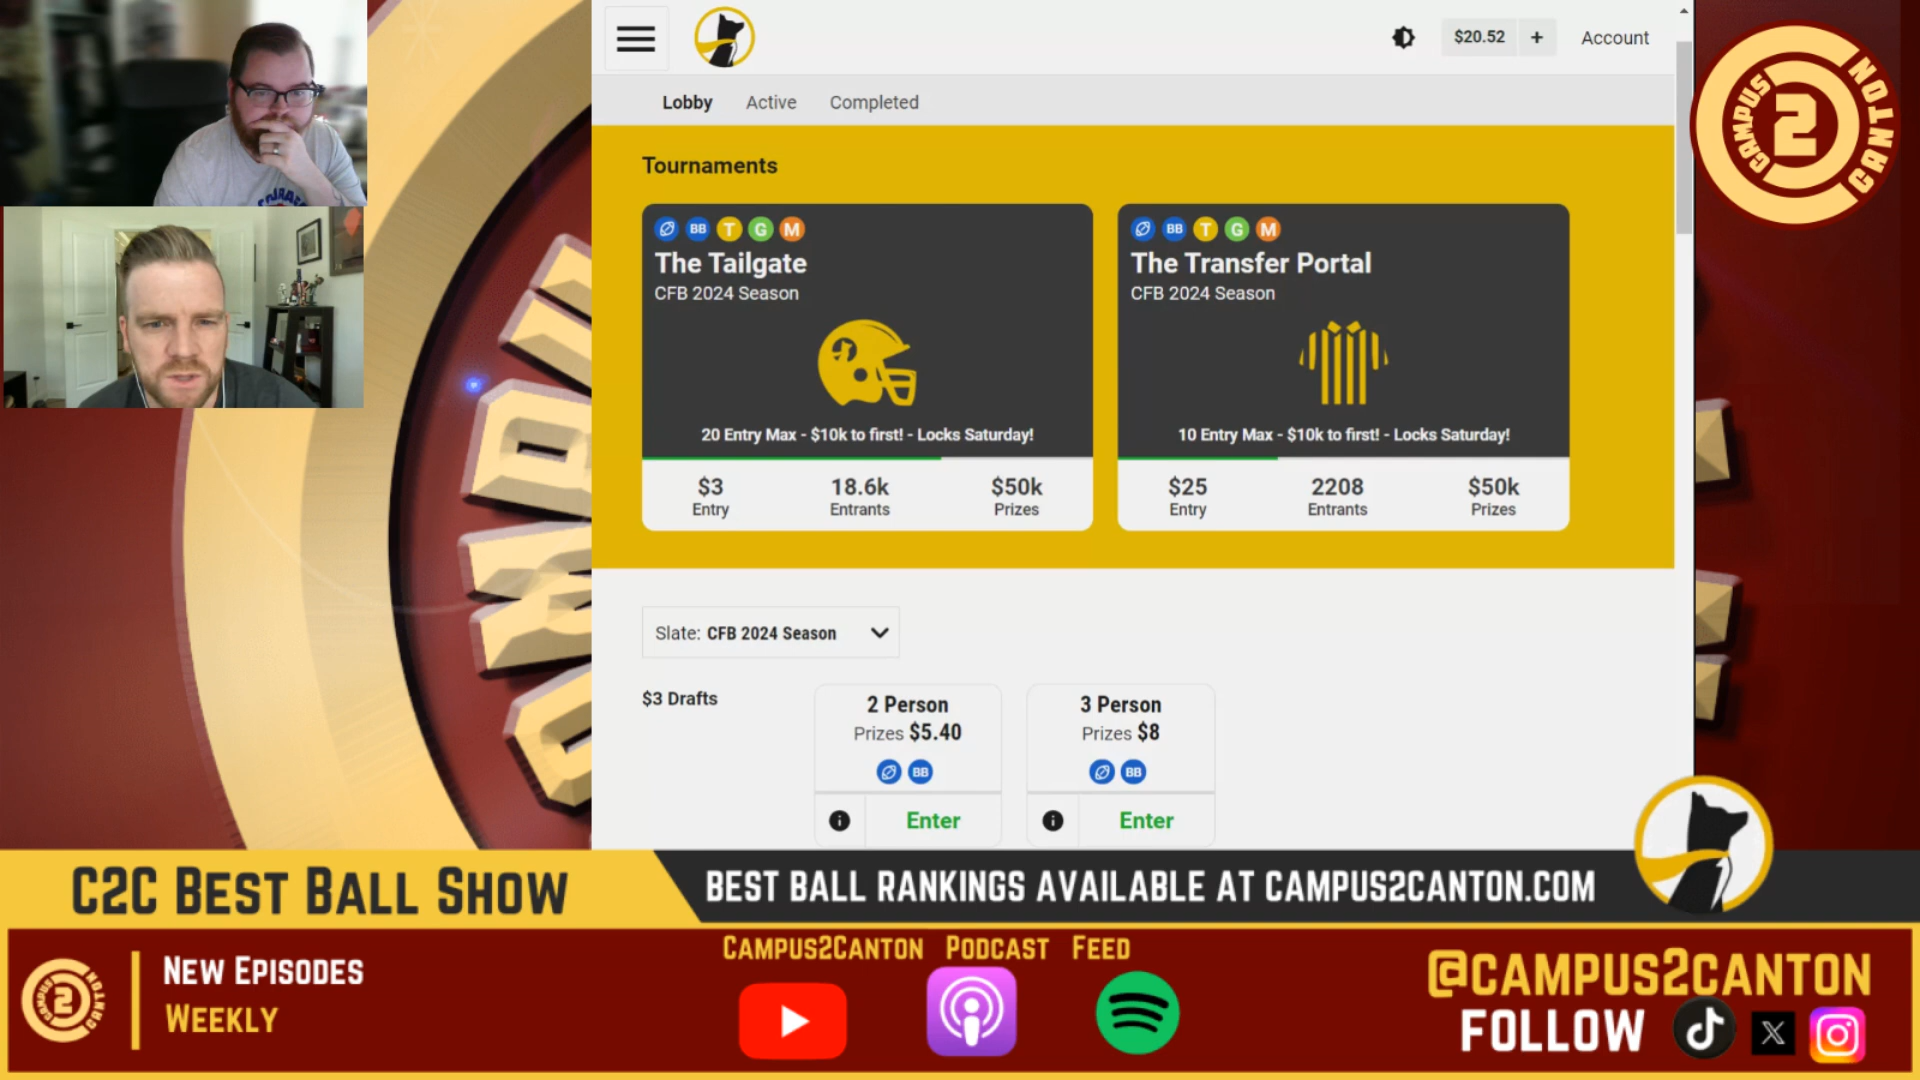 $20.52 +
Account
Lobby
Active
Completed
CAMPUS 2 CANTON
Tournaments
BB T G M
The Tailgate
CFB 2024 Season
20 Entry Max - $10k to first! - Locks Saturday!
$3 18.6k $50k
Entry Entrants Prizes
BB T G M
The Transfer Portal
CFB 2024 Season
10 Entry Max - $10k to first! - Locks Saturday!
$25 2208 $50k
Entry Entrants Prizes
Slate: CFB 2024 Season
$3 Drafts
2 Person
Prizes $5.40
BB
Enter
3 Person
Prizes $8
BB
Enter
C2C BEST BALL SHOW
BEST BALL RANKINGS AVAILABLE AT CAMPUS2CANTON.COM
CAMPUS 2 CANTON
NEW EPISODES
WEEKLY
CAMPUS2CANTON PODCAST FEED
@CAMPUS2CANTON
FOLLOW